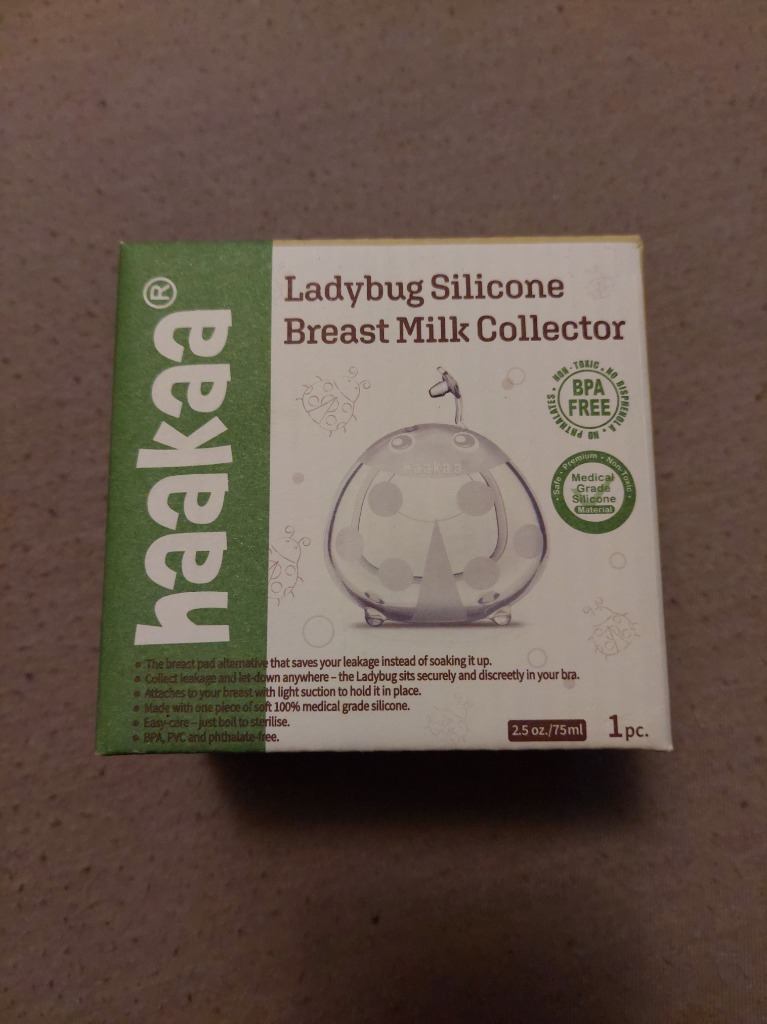 haakaa®
Ladybug Silicone
Breast Milk Collector
NON-TOXIC • NO BISPHENOLS • NO PHTHALATES •
BPA
FREE
• Safe • Premium • Non-Toxic •
Medical
Grade
Silicone
Material
haakaa
• The breast pad alternative that saves your leakage instead of soaking it up.
• Collect leakage and let-down anywhere – the Ladybug sits securely and discreetly in your bra.
• Attaches to your breast with light suction to hold it in place.
• Made with one piece of soft 100% medical grade silicone.
• Easy-care – just boil to sterilise.
• BPA, PVC and phthalate-free.
2.5 oz./75ml
1pc.